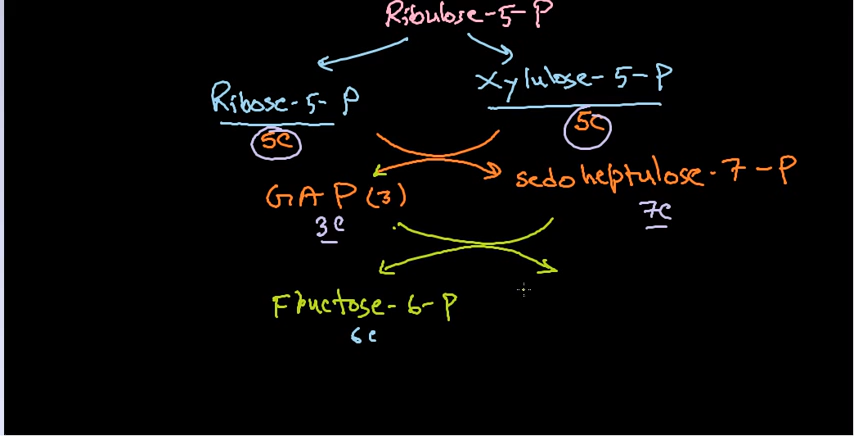 Ribulose-5-P
Ribose-5-P Xylulose-5-P
5C 5C
GAP (3) sedoheptulose-7-P
3C 7C
Fructose-6-P
6C